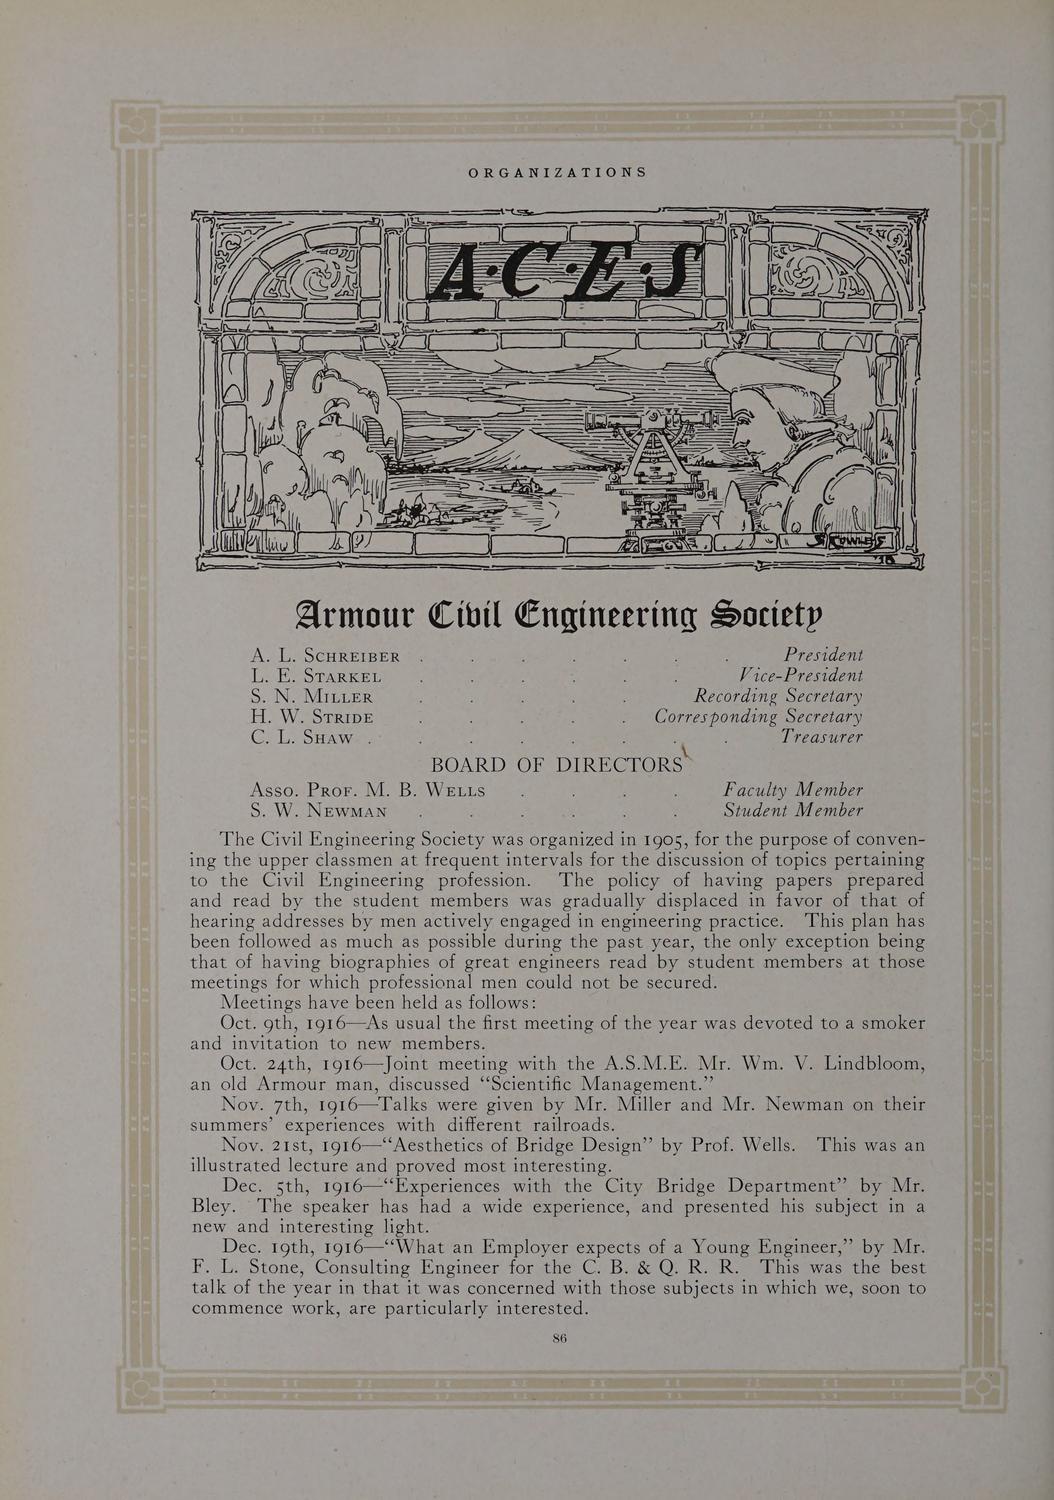 ORGANIZATIONS
A·C·E·S
S COWLES
'18
Armour Civil Engineering Society
A. L. Schreiber . . . . . . . President
L. E. Starkel . . . . . . Vice-President
S. N. Miller . . . . . Recording Secretary
H. W. Stride . . . . . Corresponding Secretary
C. L. Shaw . . . . . . . . Treasurer
BOARD OF DIRECTORS
Asso. Prof. M. B. Wells . . . . Faculty Member
S. W. Newman . . . . . . Student Member
The Civil Engineering Society was organized in 1905, for the purpose of conven-
ing the upper classmen at frequent intervals for the discussion of topics pertaining
to the Civil Engineering profession. The policy of having papers prepared
and read by the student members was gradually displaced in favor of that of
hearing addresses by men actively engaged in engineering practice. This plan has
been followed as much as possible during the past year, the only exception being
that of having biographies of great engineers read by student members at those
meetings for which professional men could not be secured.
Meetings have been held as follows:
Oct. 9th, 1916—As usual the first meeting of the year was devoted to a smoker
and invitation to new members.
Oct. 24th, 1916—Joint meeting with the A.S.M.E. Mr. Wm. V. Lindbloom,
an old Armour man, discussed “Scientific Management.”
Nov. 7th, 1916—Talks were given by Mr. Miller and Mr. Newman on their
summers’ experiences with different railroads.
Nov. 21st, 1916—“Aesthetics of Bridge Design” by Prof. Wells. This was an
illustrated lecture and proved most interesting.
Dec. 5th, 1916—“Experiences with the City Bridge Department” by Mr.
Bley. The speaker has had a wide experience, and presented his subject in a
new and interesting light.
Dec. 19th, 1916—“What an Employer expects of a Young Engineer,” by Mr.
F. L. Stone, Consulting Engineer for the C. B. & Q. R. R. This was the best
talk of the year in that it was concerned with those subjects in which we, soon to
commence work, are particularly interested.
86